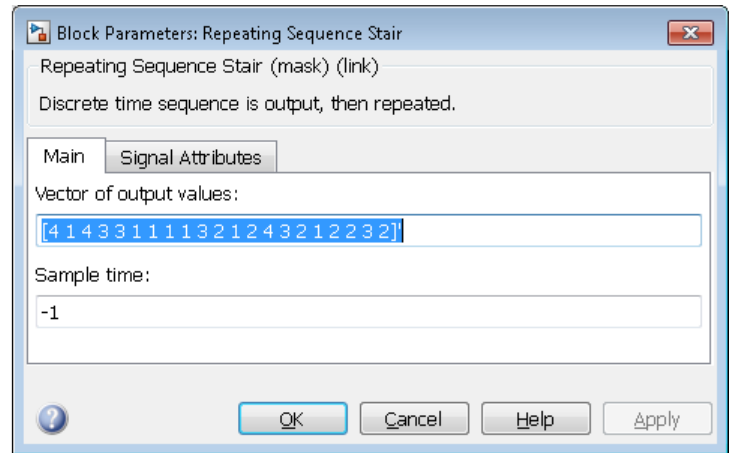 Block Parameters: Repeating Sequence Stair
Repeating Sequence Stair (mask) (link)
Discrete time sequence is output, then repeated.
Main Signal Attributes
Vector of output values:
[4 1 4 3 3 1 1 1 1 3 2 1 2 4 3 2 1 2 2 3 2]'
Sample time:
-1
? OK Cancel Help Apply